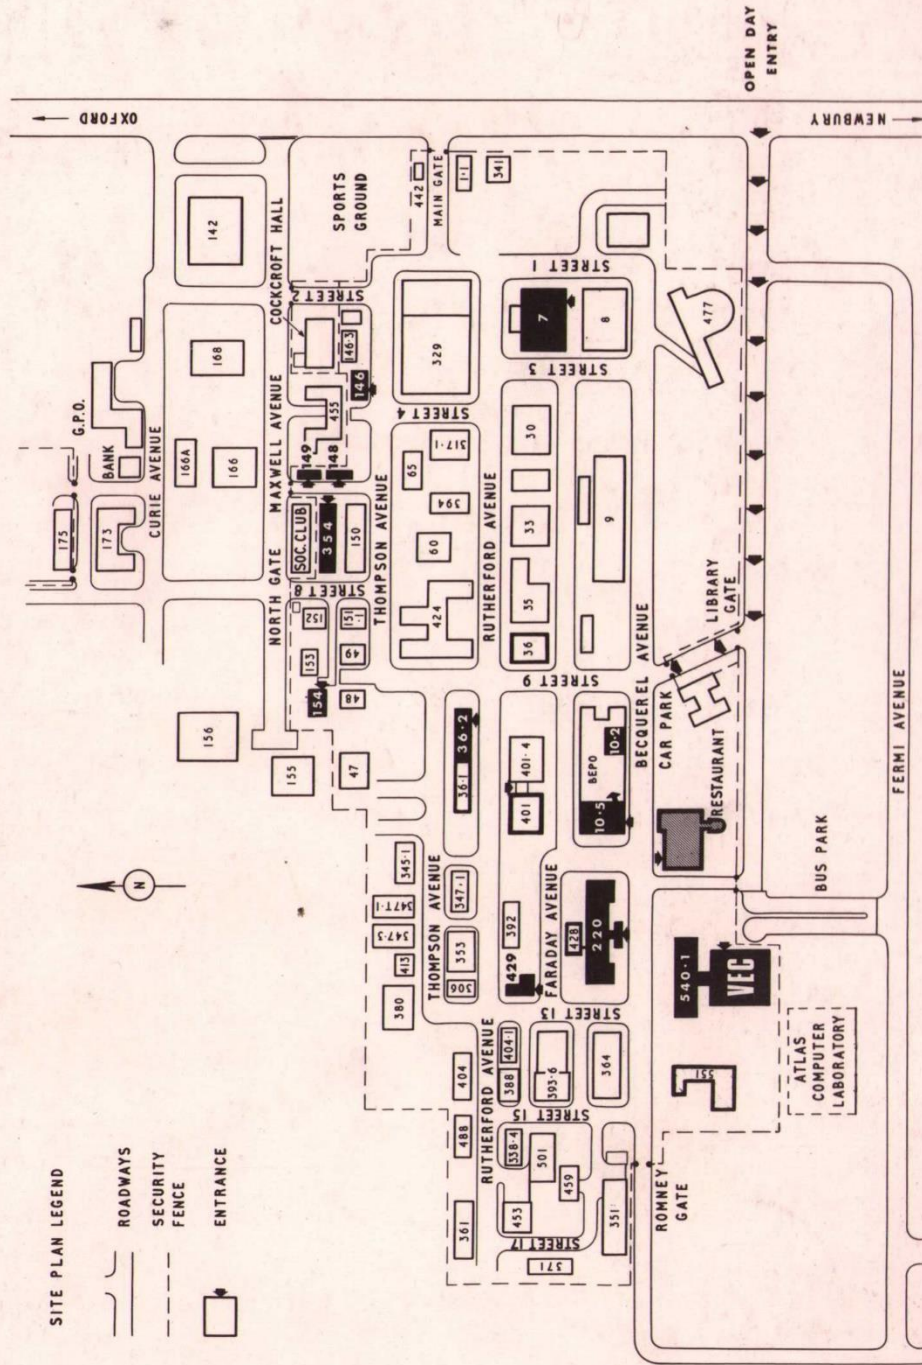 SITE PLAN LEGEND
ROADWAYS
SECURITY
FENCE
ENTRANCE
N
OXFORD
175
173
BANK
G.P.O.
CURIE AVENUE
166A
166
168
142
156
155
NORTH GATE
MAXWELL AVENUE
COCKCROFT HALL
SPORTS
GROUND
154
153
152
151·1
49
48
47
SOC. CLUB
354
150
149
148
455
146
146·3
STREET 8
STREET 2
THOMPSON AVENUE
442
MAIN GATE
1·1
341
380
413
347·3
347T·1
345·1
424
60
65
394
317·1
STREET 4
329
361
488
404
THOMPSON AVENUE
306
353
347·1
36·1
36·2
RUTHERFORD AVENUE
RUTHERFORD AVENUE
453
358·4
501
459
STREET 17
371
351
STREET 15
388
404·1
393·6
364
STREET 13
429
392
401
401·4
FARADAY AVENUE
428
220
10·5
BEPO
10·2
STREET 9
36
35
33
30
9
STREET 3
7
8
STREET 1
BECQUEREL AVENUE
CAR PARK
RESTAURANT
LIBRARY
GATE
477
ROMNEY
GATE
551
540·1
VEC
ATLAS
COMPUTER
LABORATORY
BUS PARK
FERMI AVENUE
OPEN DAY
ENTRY
NEWBURY